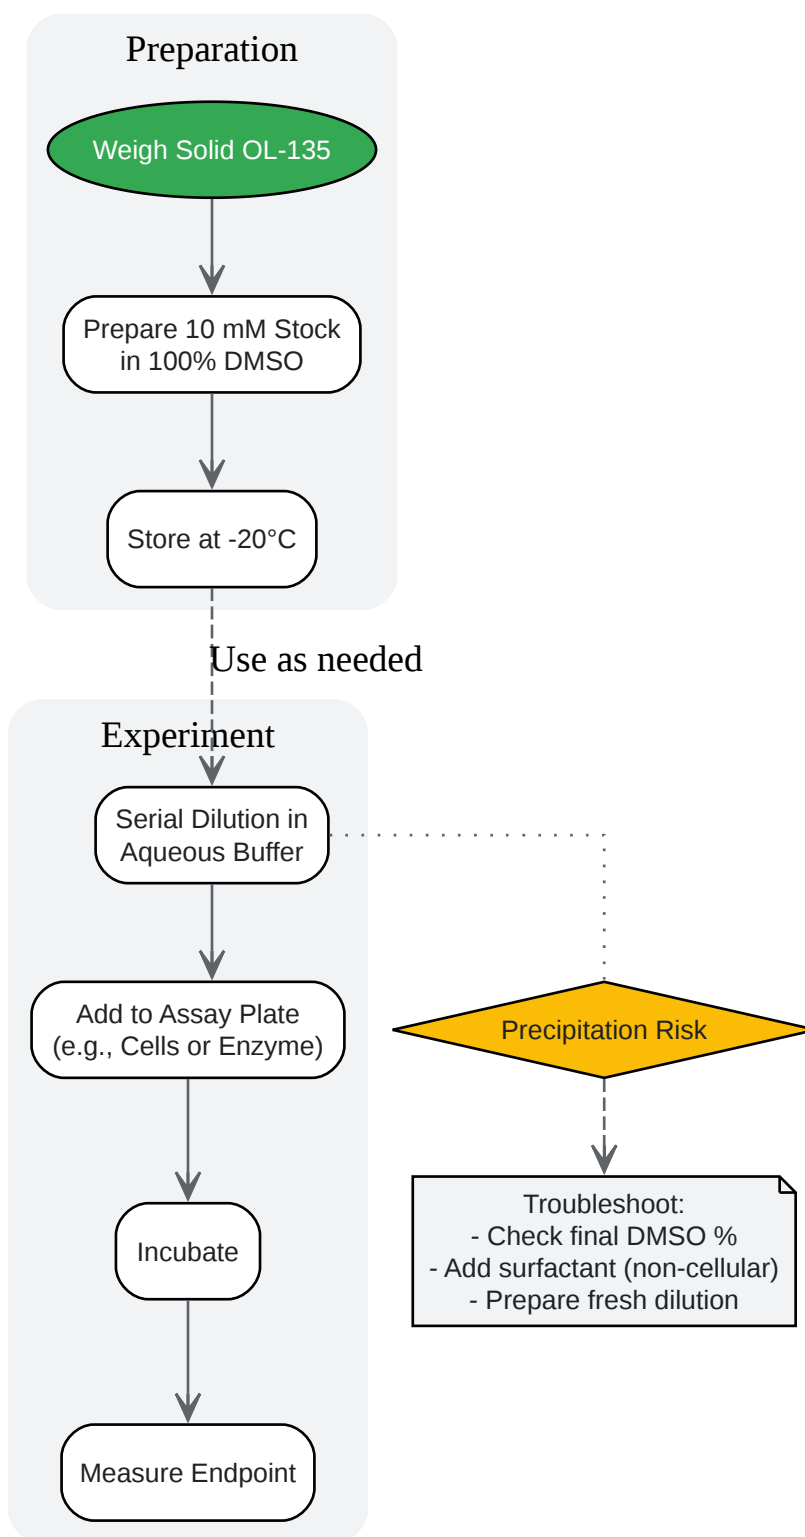 Preparation
Weigh Solid OL-135
Prepare 10 mM Stock
in 100% DMSO
Store at -20°C
Use as needed
Experiment
Serial Dilution in
Aqueous Buffer
Add to Assay Plate
(e.g., Cells or Enzyme)
Precipitation Risk
Troubleshoot:
- Check final DMSO %
- Add surfactant (non-cellular)
- Prepare fresh dilution
Incubate
Measure Endpoint